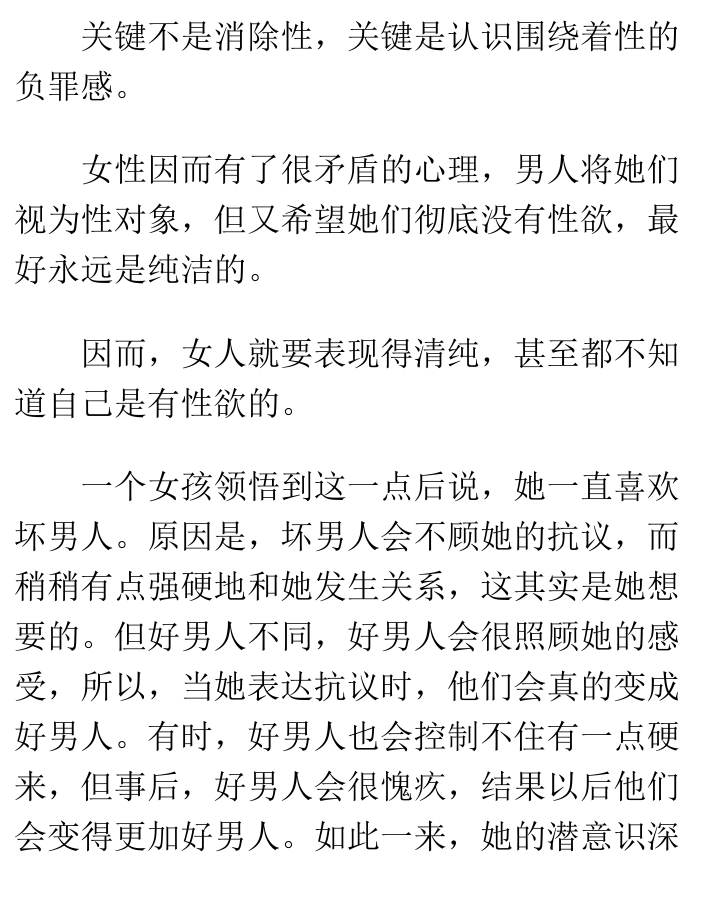 关键不是消除性，关键是认识围绕着性的
负罪感。
女性因而有了很矛盾的心理，男人将她们
视为性对象，但又希望她们彻底没有性欲，最
好永远是纯洁的。
因而，女人就要表现得清纯，甚至都不知
道自己是有性欲的。
一个女孩领悟到这一点后说，她一直喜欢
坏男人。原因是，坏男人会不顾她的抗议，而
稍稍有点强硬地和她发生关系，这其实是她想
要的。但好男人不同，好男人会很照顾她的感
受，所以，当她表达抗议时，他们会真的变成
好男人。有时，好男人也会控制不住有一点硬
来，但事后，好男人会很愧疚，结果以后他们
会变得更加好男人。如此一来，她的潜意识深